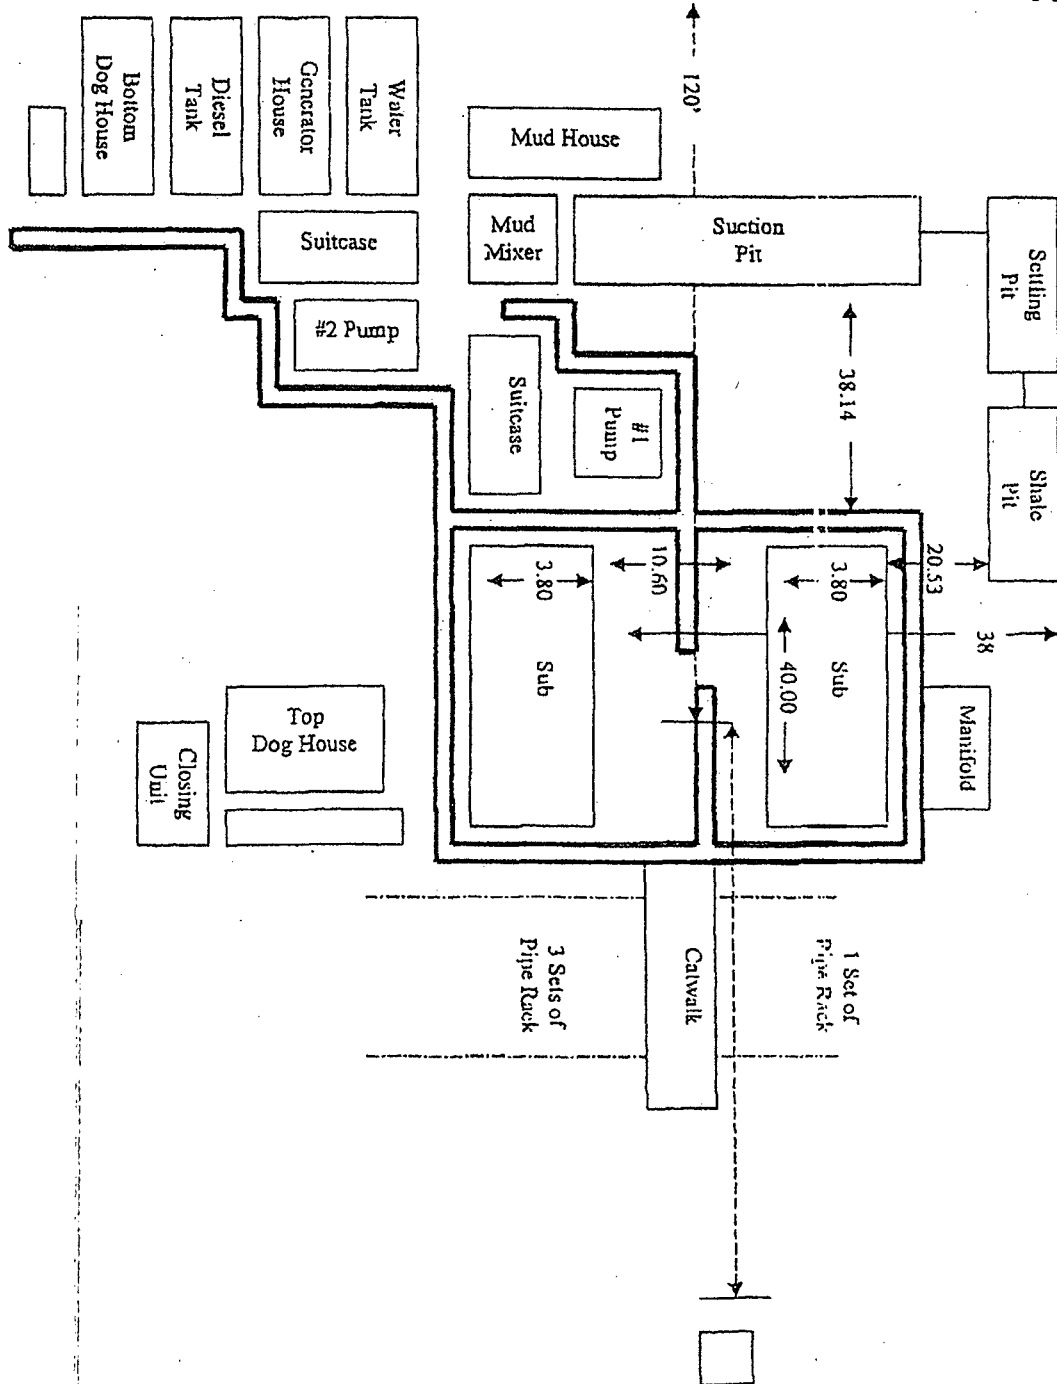 Bottom
Dog House
Diesel
Tank
Generator
House
Water
Tank
120'
Mud House
Suitcase
Mud
Mixer
Suction
Pit
Settling
Pit
#2 Pump
Suitcase
#1
Pump
38.14
Shale
Pit
10.60
20.53
3.80
3.80
38
40.00
Sub
Sub
Manifold
Top
Dog House
Closing
Unit
3 Sets of
Pipe Rack
Catwalk
1 Set of
Pipe Rack